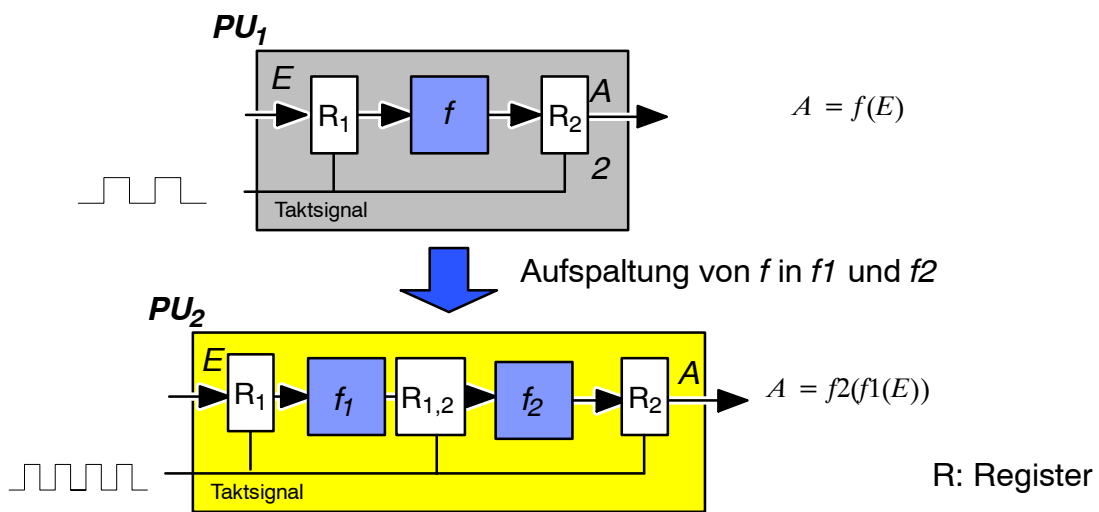 PU1
E
R1
f
R2
A
A = f(E)
2
Taktsignal
Aufspaltung von f in f1 und f2
PU2
E
R1
f1
R1,2
f2
R2
A
A = f2(f1(E))
Taktsignal
R: Register